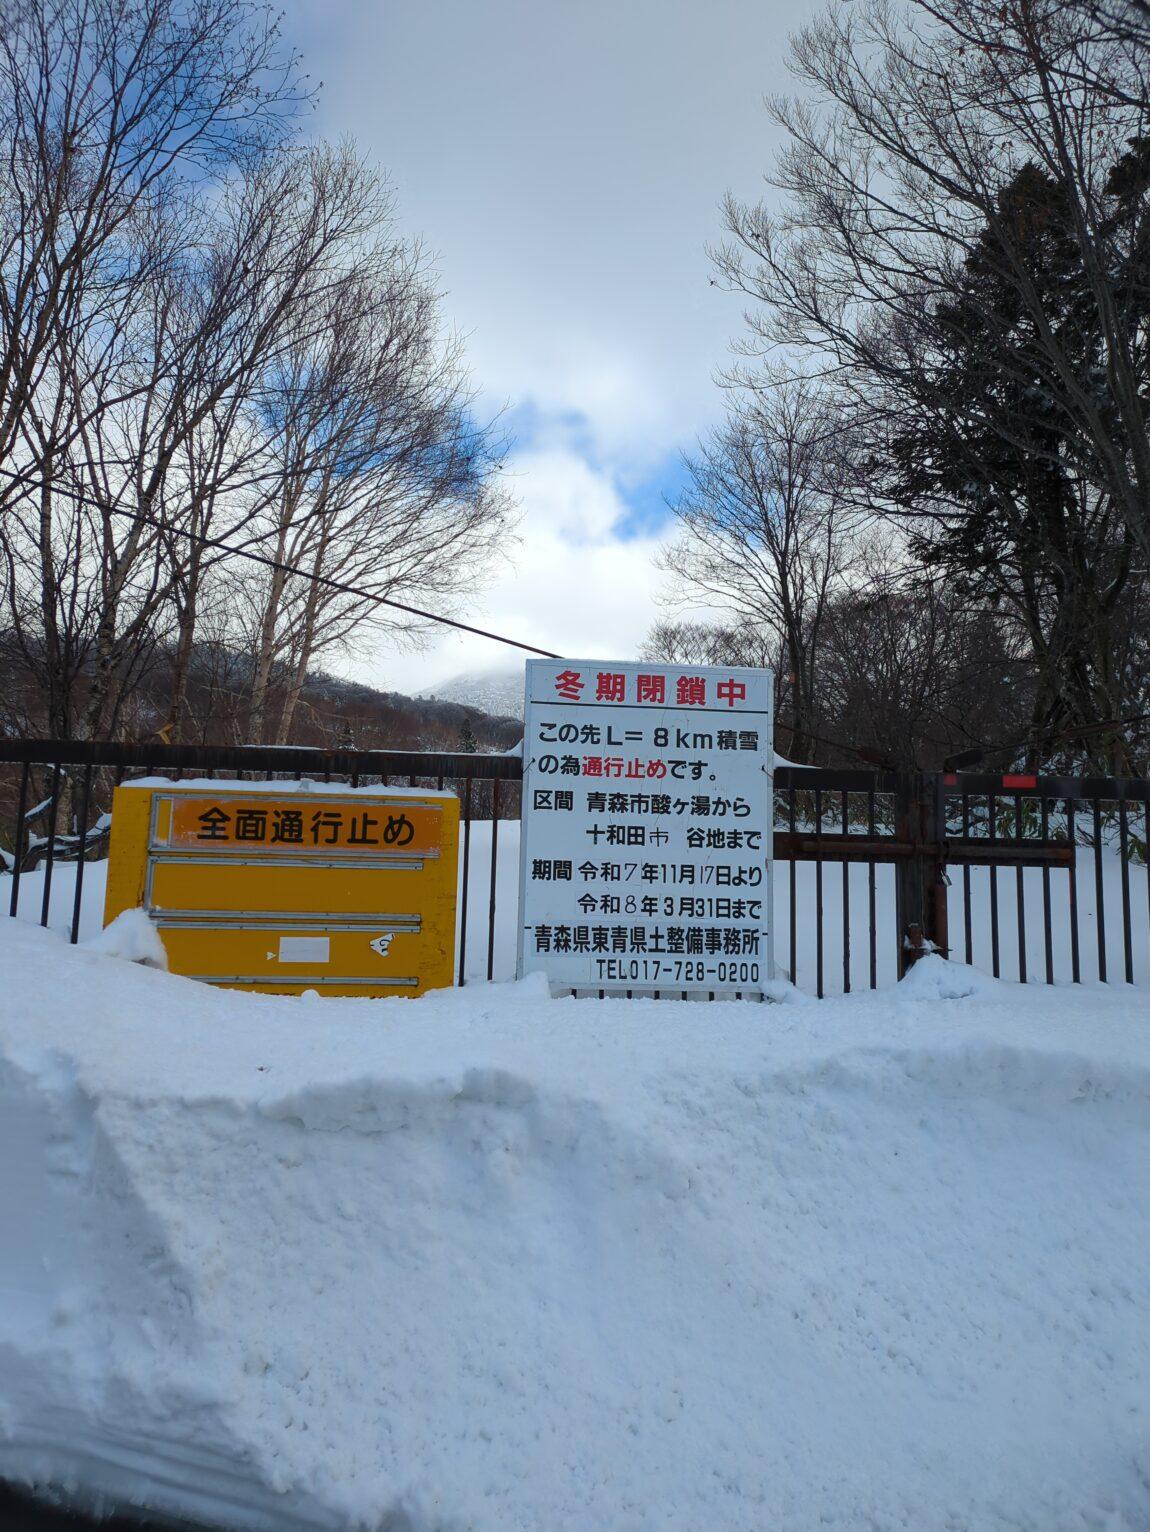 全面通行止め
冬期閉鎖中
この先L=8km積雪
の為通行止めです。
区間 青森市酸ヶ湯から
十和田市 谷地まで
期間 令和7年11月17日より
令和8年3月31日まで
青森県東青県土整備事務所
TEL017-728-0200